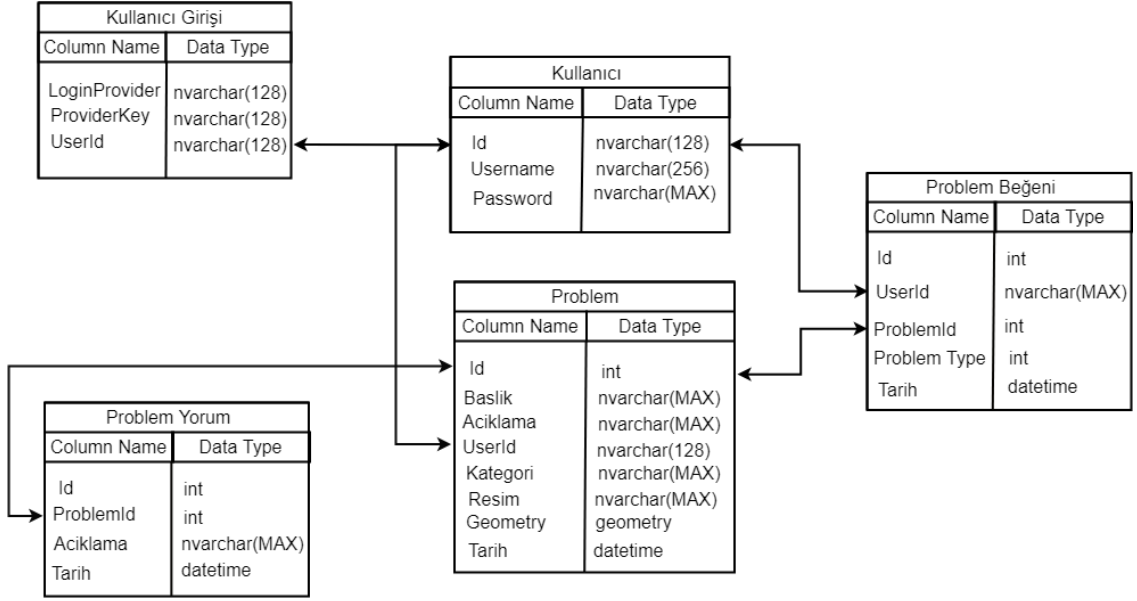 Kullanıcı Girişi
Column Name Data Type
LoginProvider nvarchar(128)
ProviderKey nvarchar(128)
UserId nvarchar(128)
Kullanıcı
Column Name Data Type
Id nvarchar(128)
Username nvarchar(256)
Password nvarchar(MAX)
Problem Beğeni
Column Name Data Type
Id int
UserId nvarchar(MAX)
ProblemId int
Problem Type int
Tarih datetime
Problem
Column Name Data Type
Id int
Baslik nvarchar(MAX)
Aciklama nvarchar(MAX)
UserId nvarchar(128)
Kategori nvarchar(MAX)
Resim nvarchar(MAX)
Geometry geometry
Tarih datetime
Problem Yorum
Column Name Data Type
Id int
ProblemId int
Aciklama nvarchar(MAX)
Tarih datetime